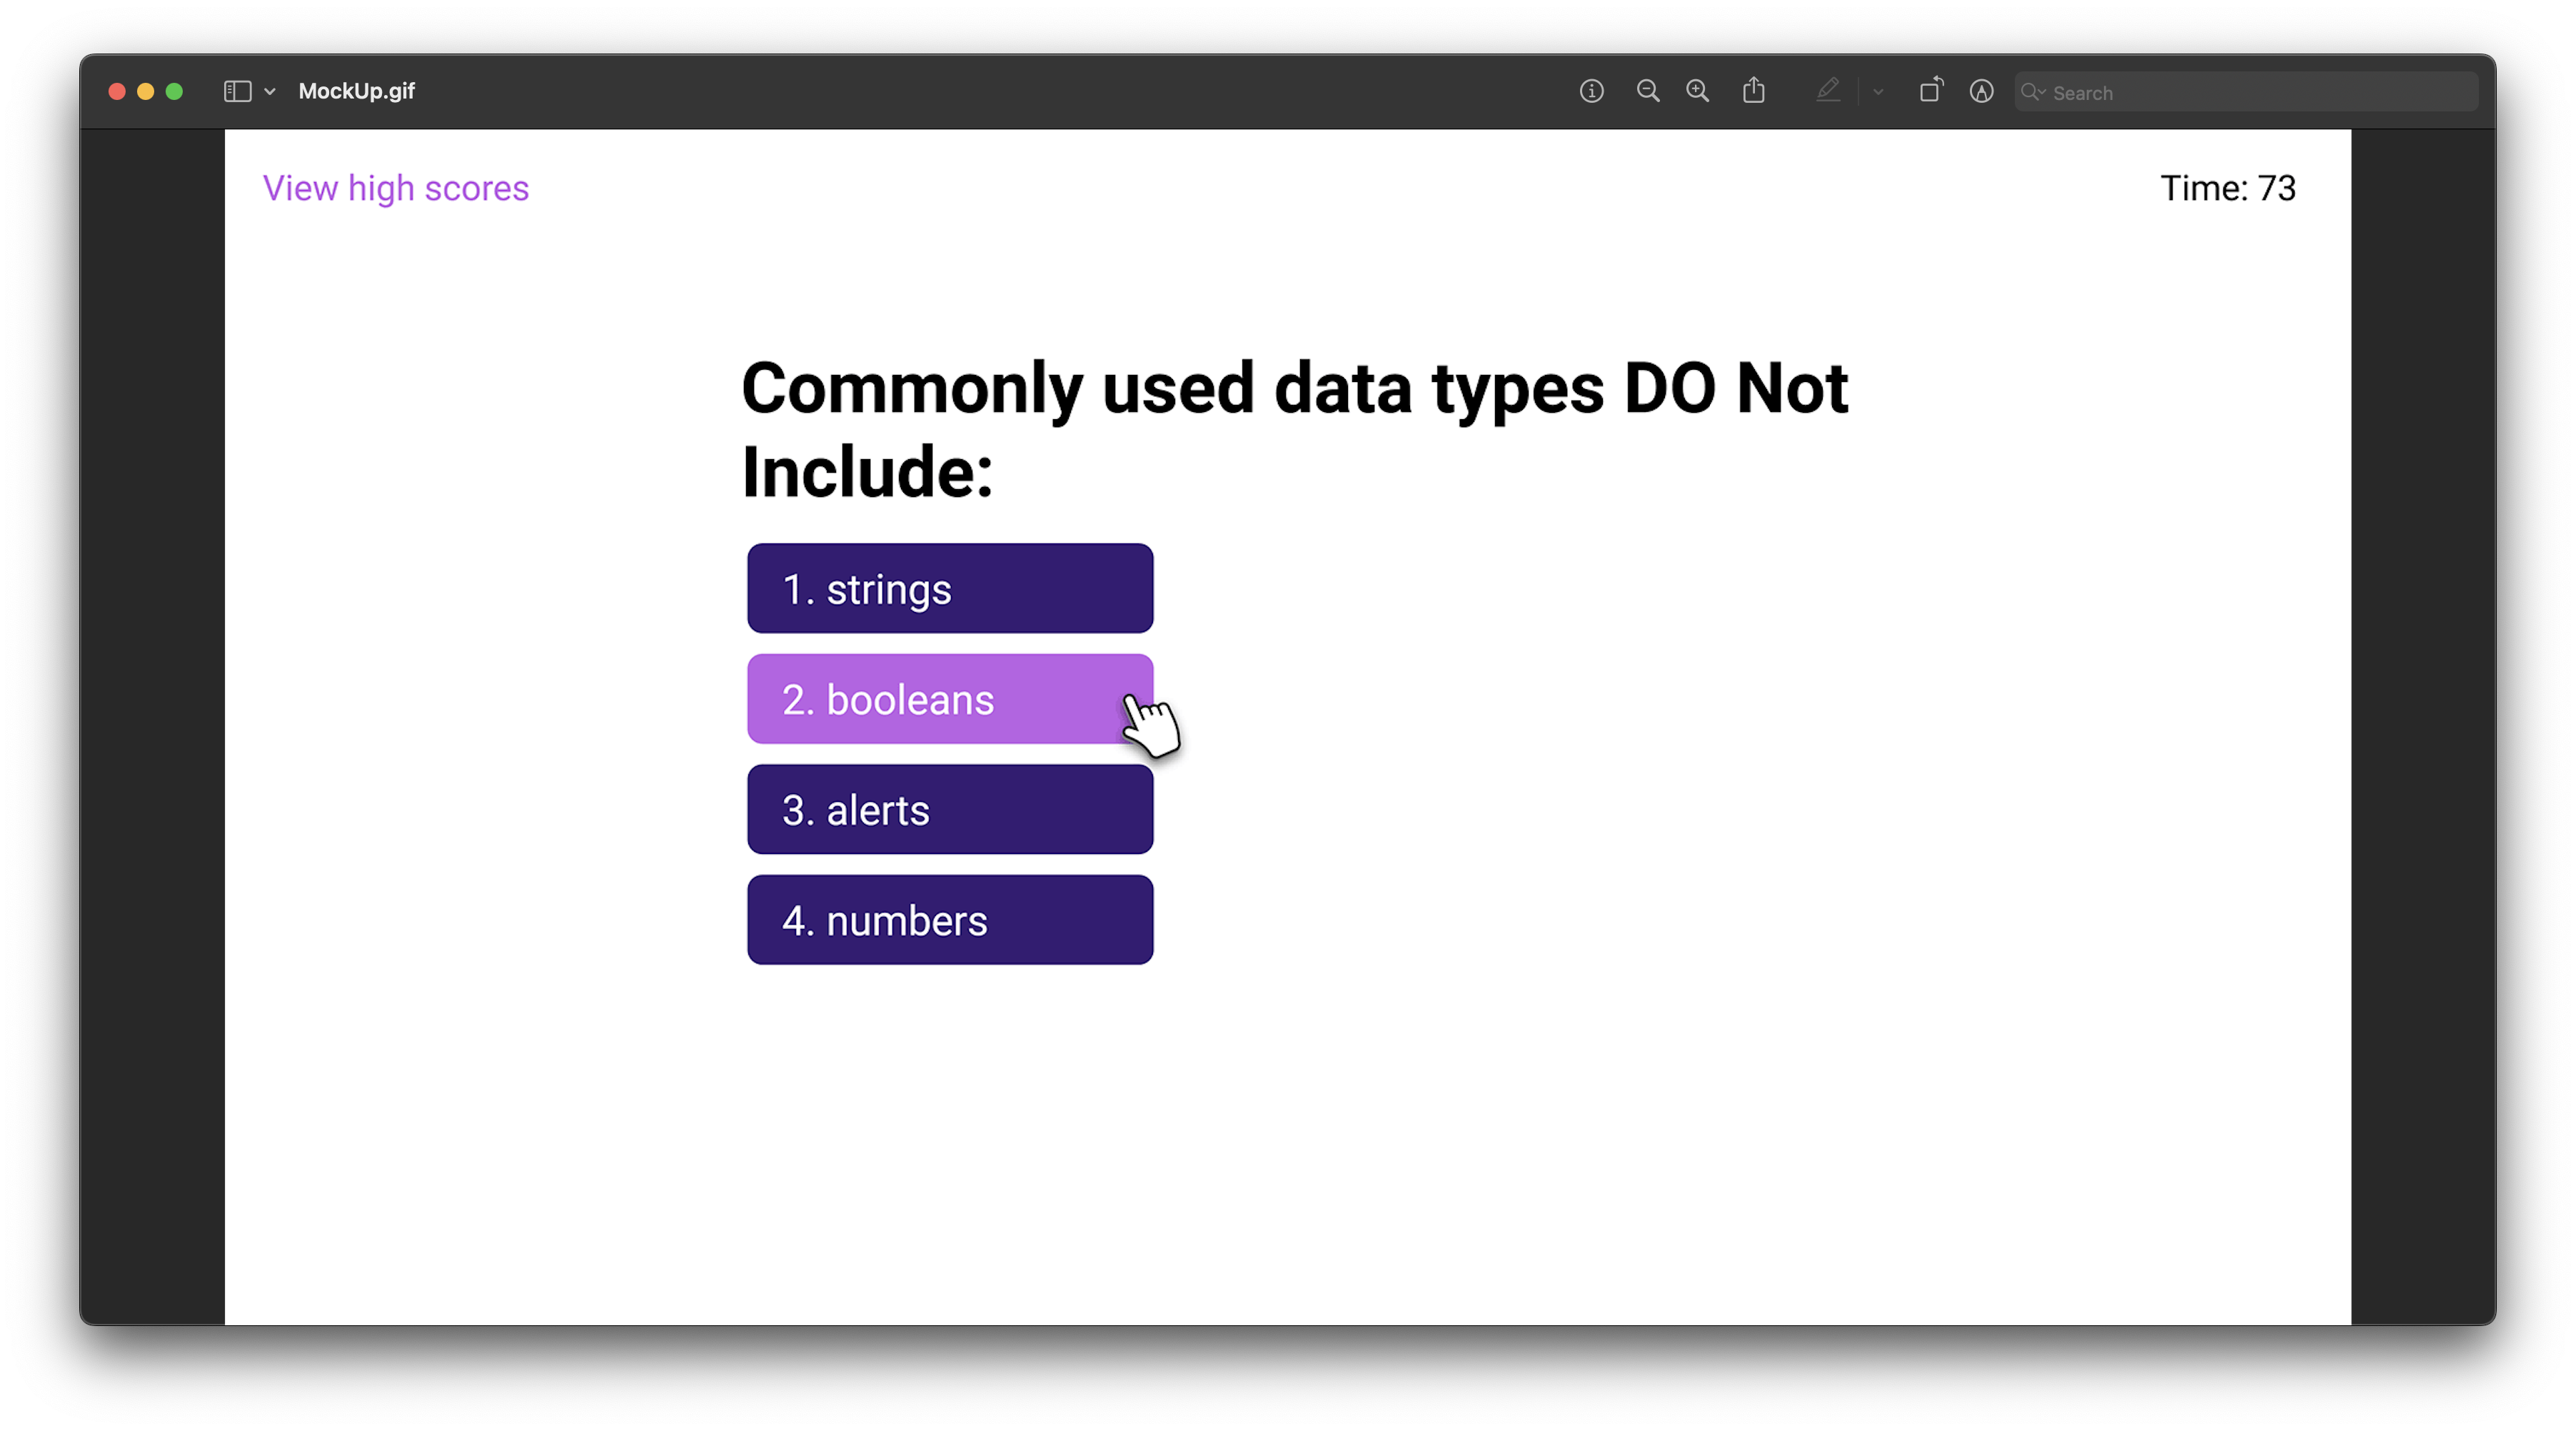 MockUp.gif
Search
View high scores
Time: 73
Commonly used data types DO Not
Include:
1. strings
2. booleans
3. alerts
4. numbers